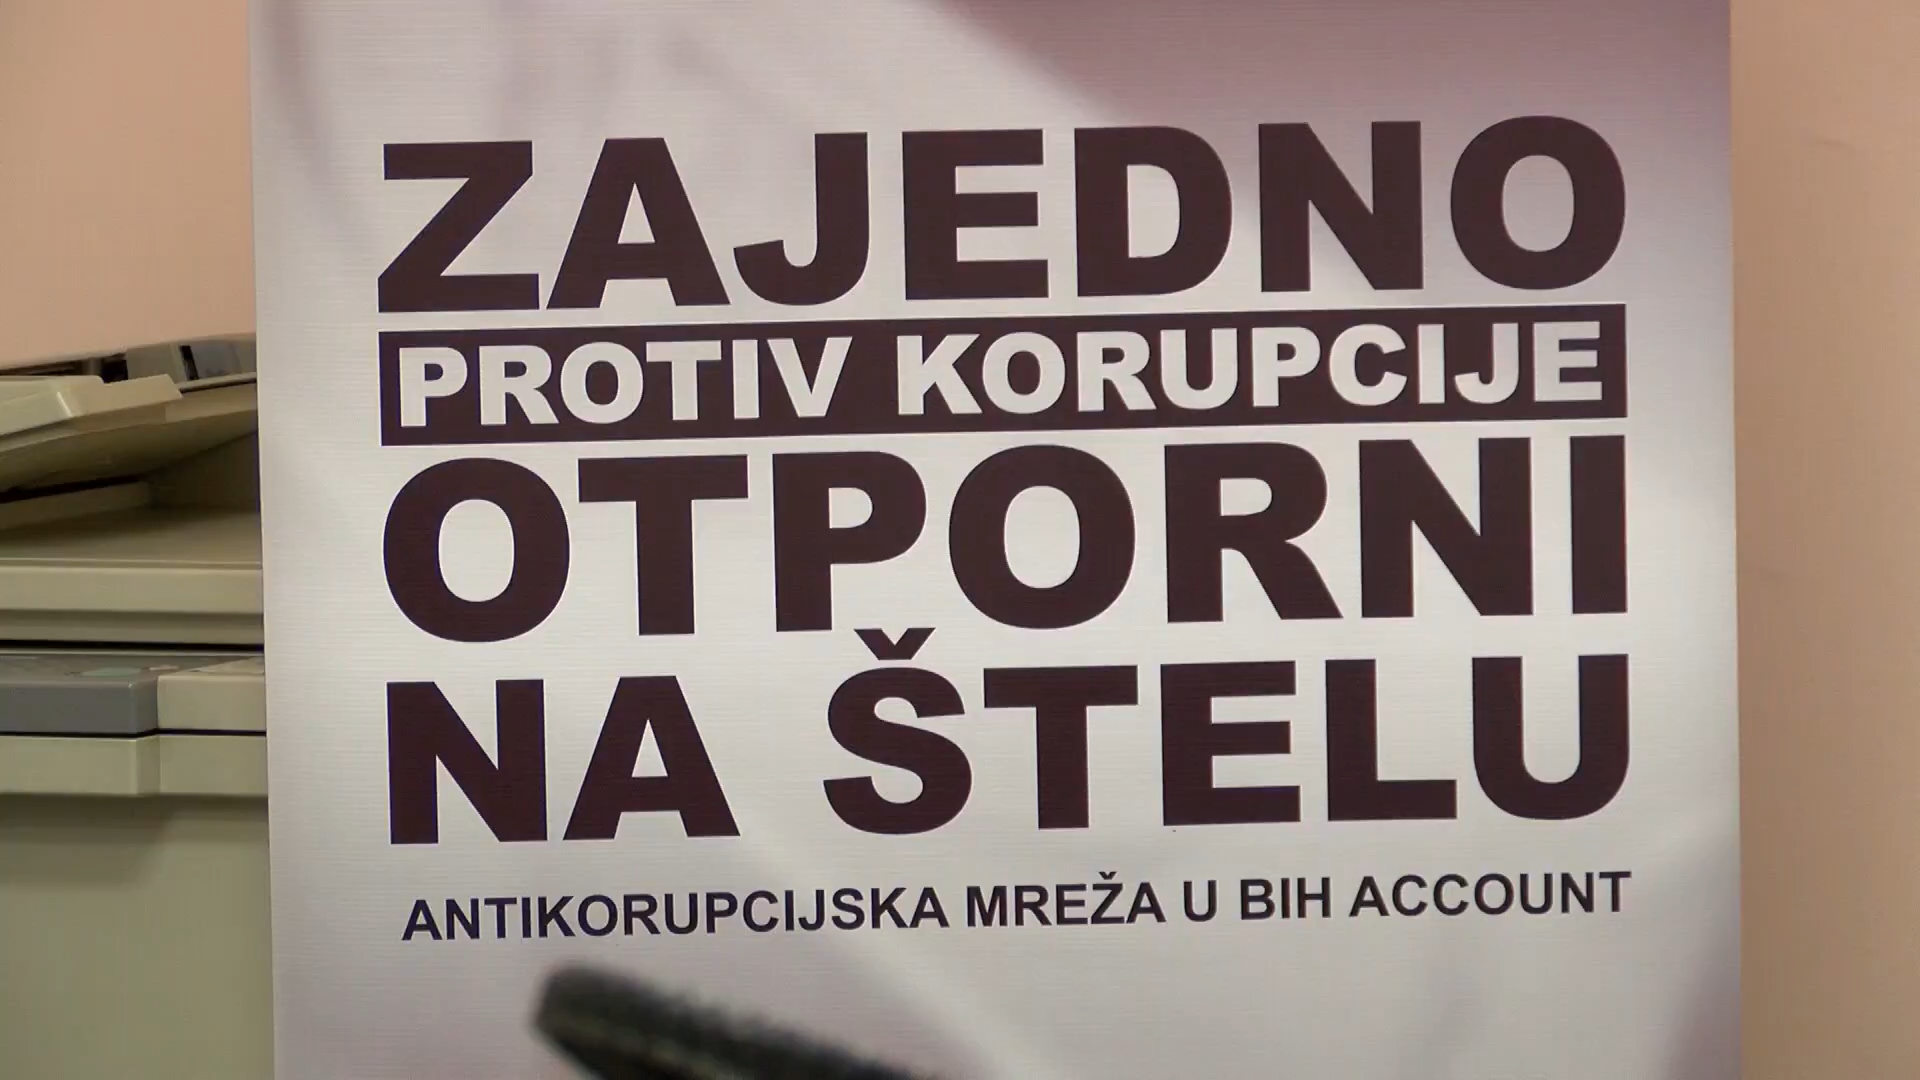 ZAJEDNO
PROTIV KORUPCIJE
OTPORNI
NA ŠTELU
ANTIKORUPCIJSKA MREŽA U BIH ACCOUNT